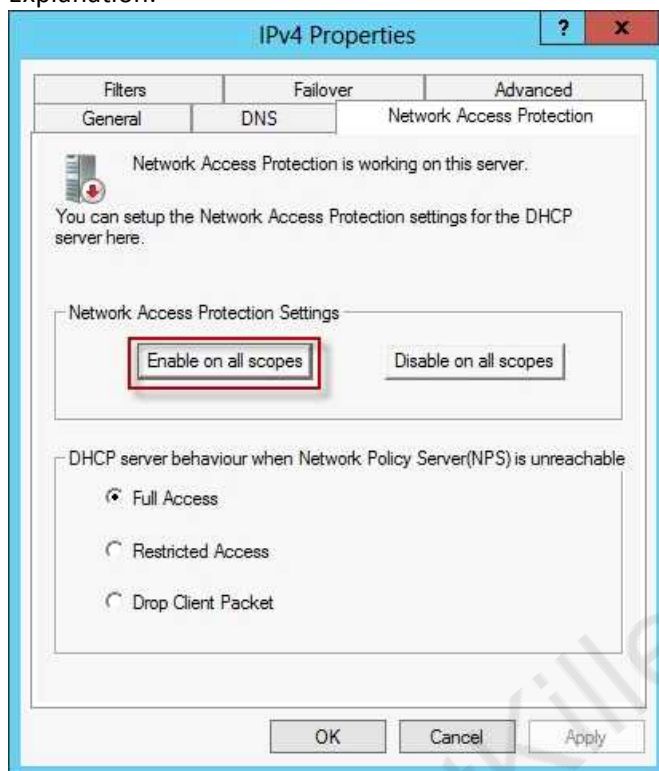 Explanation:
IPv4 Properties
? x
Filters Failover Advanced
General DNS Network Access Protection
Network Access Protection is working on this server.
You can setup the Network Access Protection settings for the DHCP
server here.
Network Access Protection Settings
Enable on all scopes Disable on all scopes
DHCP server behaviour when Network Policy Server(NPS) is unreachable
Full Access
Restricted Access
Drop Client Packet
OK Cancel Apply